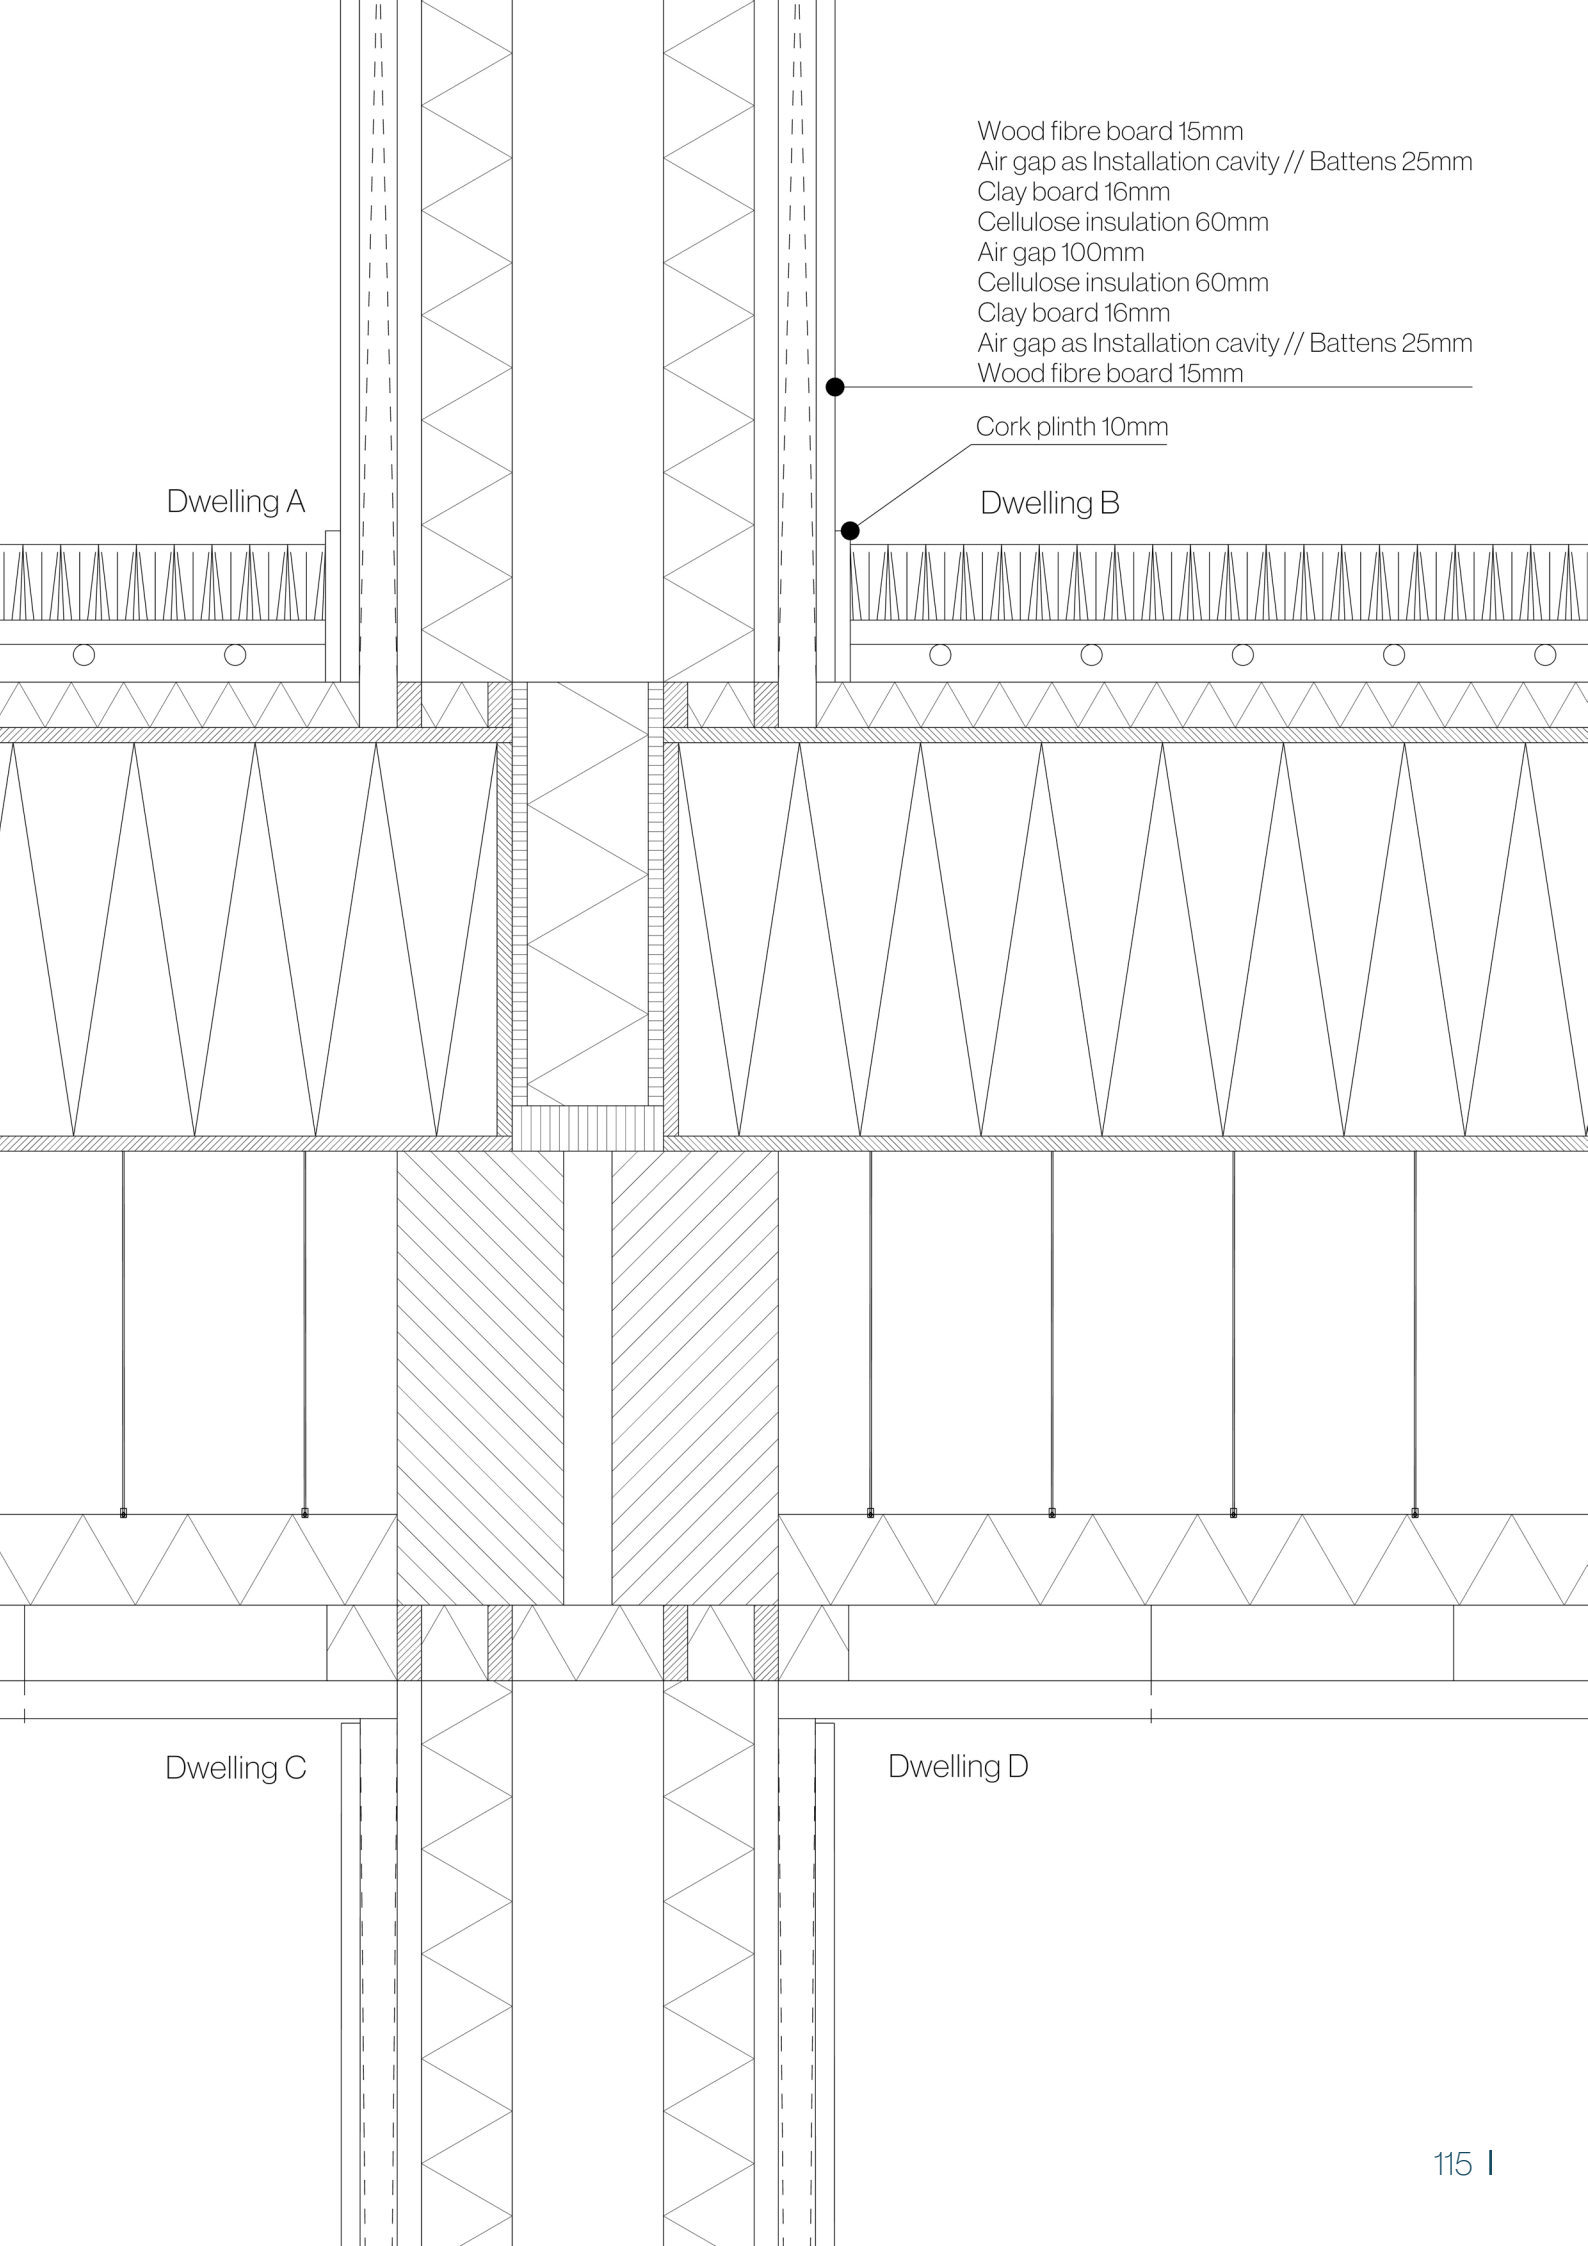 Wood fibre board 15mm
Air gap as Installation cavity // Battens 25mm
Clay board 16mm
Cellulose insulation 60mm
Air gap 100mm
Cellulose insulation 60mm
Clay board 16mm
Air gap as Installation cavity // Battens 25mm
Wood fibre board 15mm
Cork plinth 10mm
Dwelling A
Dwelling B
Dwelling C
Dwelling D
115